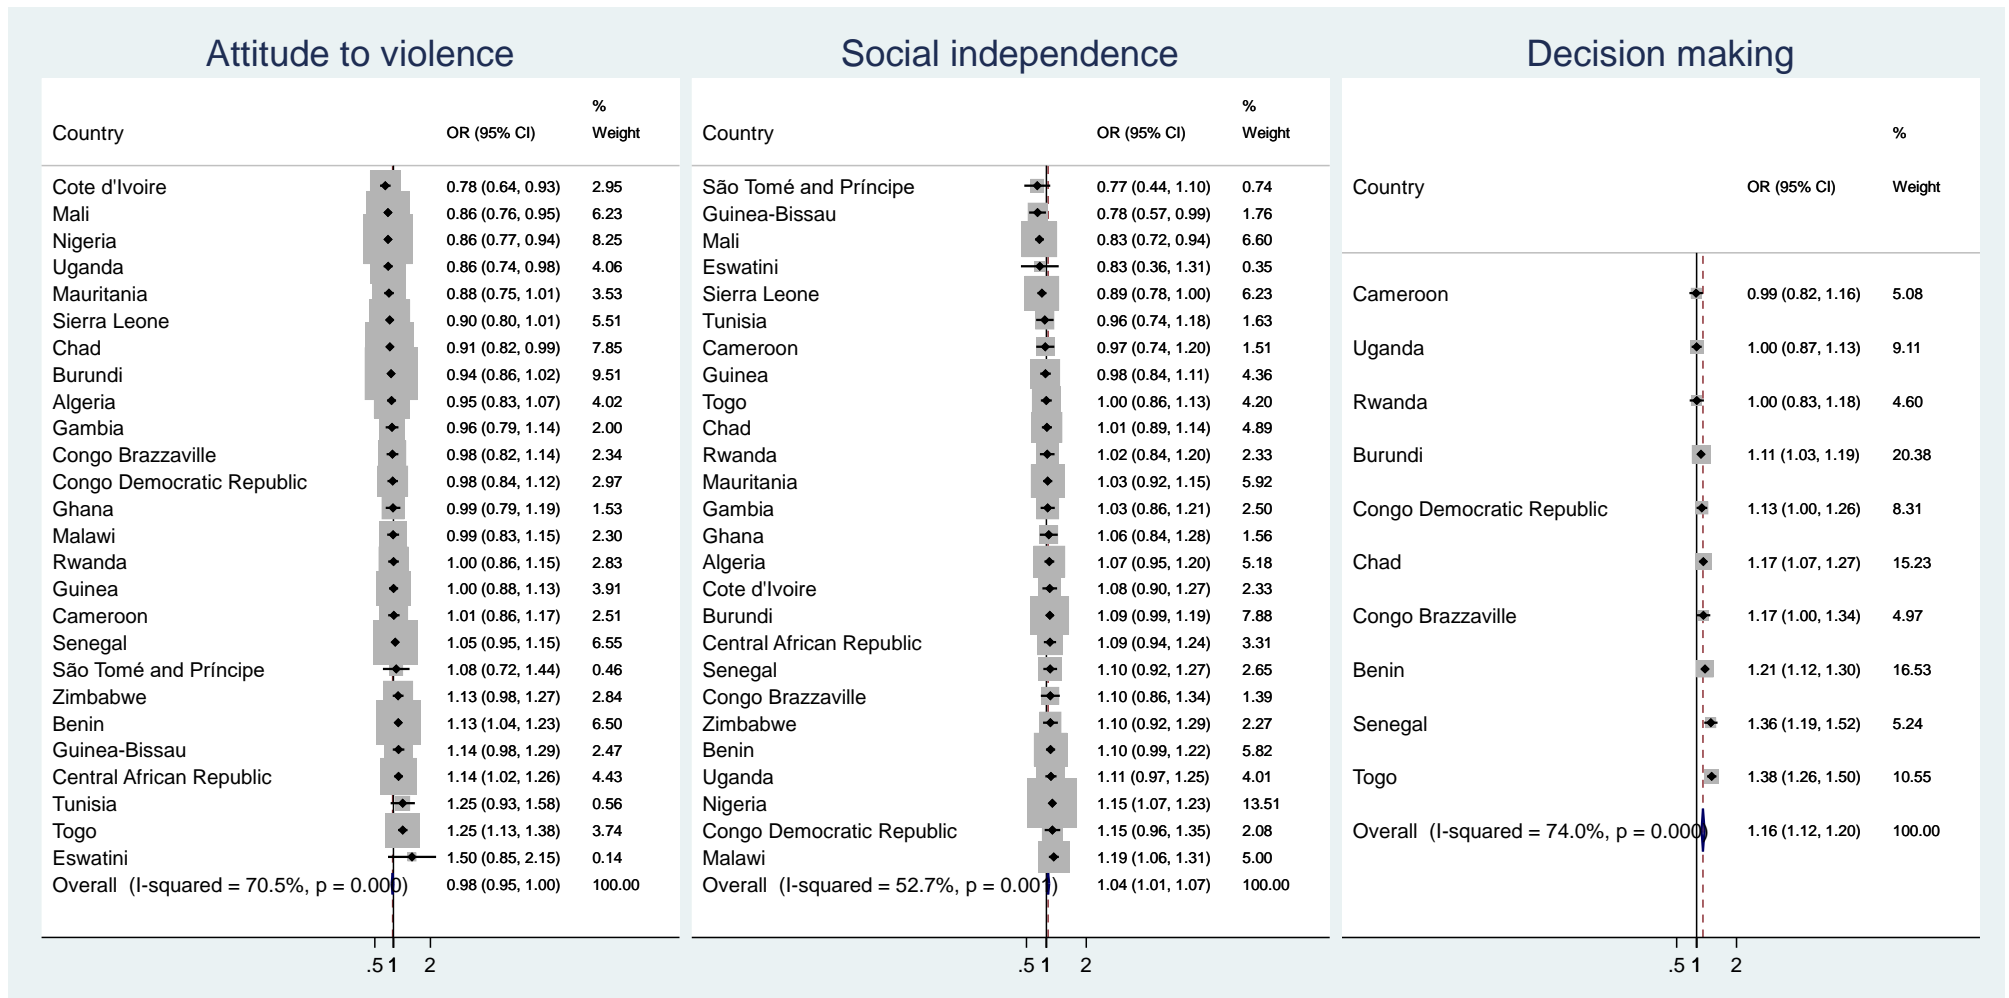 Attitude to violence
%
Country OR (95% CI) Weight
Cote d'Ivoire 0.78 (0.64, 0.93) 2.95
Mali 0.86 (0.76, 0.95) 6.23
Nigeria 0.86 (0.77, 0.94) 8.25
Uganda 0.86 (0.74, 0.98) 4.06
Mauritania 0.88 (0.75, 1.01) 3.53
Sierra Leone 0.90 (0.80, 1.01) 5.51
Chad 0.91 (0.82, 0.99) 7.85
Burundi 0.94 (0.86, 1.02) 9.51
Algeria 0.95 (0.83, 1.07) 4.02
Gambia 0.96 (0.79, 1.14) 2.00
Congo Brazzaville 0.98 (0.82, 1.14) 2.34
Congo Democratic Republic 0.98 (0.84, 1.12) 2.97
Ghana 0.99 (0.79, 1.19) 1.53
Malawi 0.99 (0.83, 1.15) 2.30
Rwanda 1.00 (0.86, 1.15) 2.83
Guinea 1.00 (0.88, 1.13) 3.91
Cameroon 1.01 (0.86, 1.17) 2.51
Senegal 1.05 (0.95, 1.15) 6.55
São Tomé and Príncipe 1.08 (0.72, 1.44) 0.46
Zimbabwe 1.13 (0.98, 1.27) 2.84
Benin 1.13 (1.04, 1.23) 6.50
Guinea-Bissau 1.14 (0.98, 1.29) 2.47
Central African Republic 1.14 (1.02, 1.26) 4.43
Tunisia 1.25 (0.93, 1.58) 0.56
Togo 1.25 (1.13, 1.38) 3.74
Eswatini 1.50 (0.85, 2.15) 0.14
Overall (I-squared = 70.5%, p = 0.000) 0.98 (0.95, 1.00) 100.00
.5 1 2
Social independence
%
Country OR (95% CI) Weight
São Tomé and Príncipe 0.77 (0.44, 1.10) 0.74
Guinea-Bissau 0.78 (0.57, 0.99) 1.76
Mali 0.83 (0.72, 0.94) 6.60
Eswatini 0.83 (0.36, 1.31) 0.35
Sierra Leone 0.89 (0.78, 1.00) 6.23
Tunisia 0.96 (0.74, 1.18) 1.63
Cameroon 0.97 (0.74, 1.20) 1.51
Guinea 0.98 (0.84, 1.11) 4.36
Togo 1.00 (0.86, 1.13) 4.20
Chad 1.01 (0.89, 1.14) 4.89
Rwanda 1.02 (0.84, 1.20) 2.33
Mauritania 1.03 (0.92, 1.15) 5.92
Gambia 1.03 (0.86, 1.21) 2.50
Ghana 1.06 (0.84, 1.28) 1.56
Algeria 1.07 (0.95, 1.20) 5.18
Cote d'Ivoire 1.08 (0.90, 1.27) 2.33
Burundi 1.09 (0.99, 1.19) 7.88
Central African Republic 1.09 (0.94, 1.24) 3.31
Senegal 1.10 (0.92, 1.27) 2.65
Congo Brazzaville 1.10 (0.86, 1.34) 1.39
Zimbabwe 1.10 (0.92, 1.29) 2.27
Benin 1.10 (0.99, 1.22) 5.82
Uganda 1.11 (0.97, 1.25) 4.01
Nigeria 1.15 (1.07, 1.23) 13.51
Congo Democratic Republic 1.15 (0.96, 1.35) 2.08
Malawi 1.19 (1.06, 1.31) 5.00
Overall (I-squared = 52.7%, p = 0.001) 1.04 (1.01, 1.07) 100.00
.5 1 2
Decision making
%
Country OR (95% CI) Weight
Cameroon 0.99 (0.82, 1.16) 5.08
Uganda 1.00 (0.87, 1.13) 9.11
Rwanda 1.00 (0.83, 1.18) 4.60
Burundi 1.11 (1.03, 1.19) 20.38
Congo Democratic Republic 1.13 (1.00, 1.26) 8.31
Chad 1.17 (1.07, 1.27) 15.23
Congo Brazzaville 1.17 (1.00, 1.34) 4.97
Benin 1.21 (1.12, 1.30) 16.53
Senegal 1.36 (1.19, 1.52) 5.24
Togo 1.38 (1.26, 1.50) 10.55
Overall (I-squared = 74.0%, p = 0.000) 1.16 (1.12, 1.20) 100.00
.5 1 2